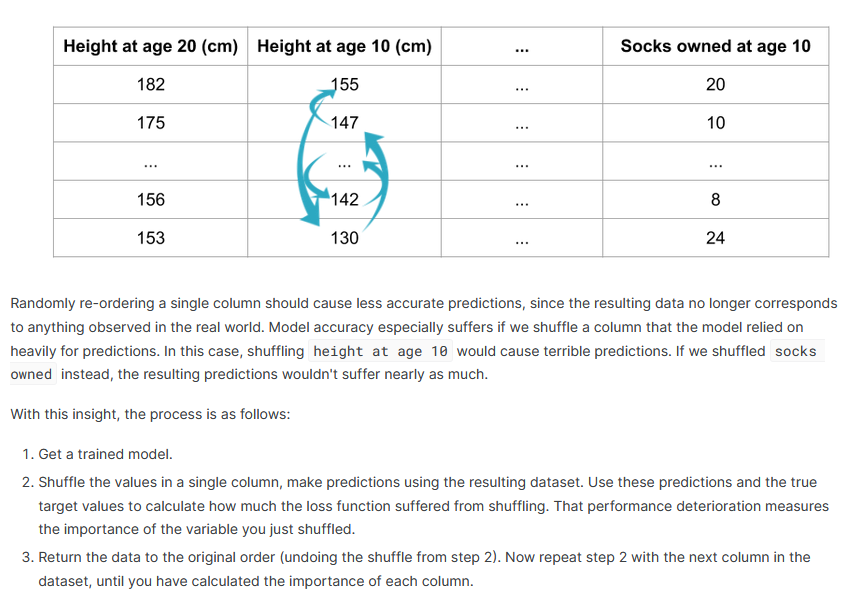 Height at age 20 (cm) Height at age 10 (cm) ... Socks owned at age 10
182 155 ... 20
175 147 ... 10
... ... ... ...
156 142 ... 8
153 130 ... 24
Randomly re-ordering a single column should cause less accurate predictions, since the resulting data no longer corresponds
to anything observed in the real world. Model accuracy especially suffers if we shuffle a column that the model relied on
heavily for predictions. In this case, shuffling height at age 10 would cause terrible predictions. If we shuffled socks
owned instead, the resulting predictions wouldn't suffer nearly as much.
With this insight, the process is as follows:
1. Get a trained model.
2. Shuffle the values in a single column, make predictions using the resulting dataset. Use these predictions and the true
target values to calculate how much the loss function suffered from shuffling. That performance deterioration measures
the importance of the variable you just shuffled.
3. Return the data to the original order (undoing the shuffle from step 2). Now repeat step 2 with the next column in the
dataset, until you have calculated the importance of each column.